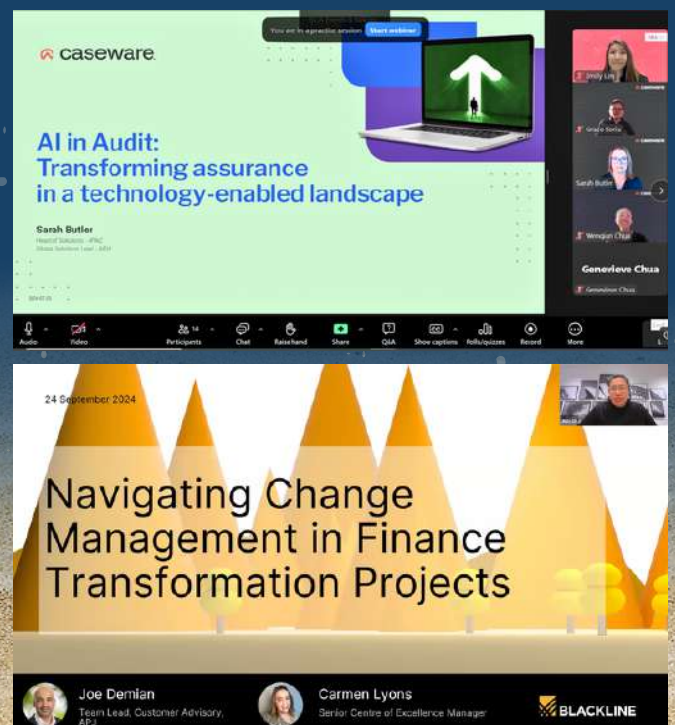 You are in a practice session Start webinar
caseware
AI in Audit:
Transforming assurance
in a technology-enabled landscape
Sarah Butler
Head of Solutions - APAC
Emily Lim
Sarah Butler
Wenqian Chua
Genevieve Chua
Genevieve Chua
Audio
Video
14
Participants
Chat
Raise hand
Share
Q&A
Show captions
Polls/quizzes
Record
More
24 September 2024
Navigating Change
Management in Finance
Transformation Projects
Joe Demian
Team Lead, Customer Advisory,
APJ
Carmen Lyons
Senior Centre of Excellence Manager
BLACKLINE